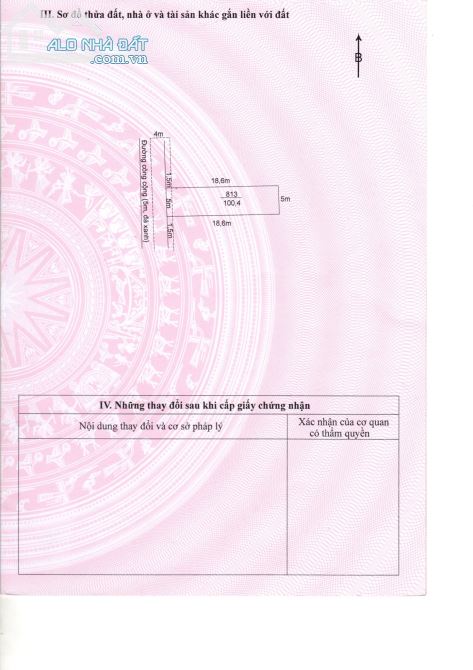 III. Sơ đồ thửa đất, nhà ở và tài sản khác gắn liền với đất
ALO NHÀ ĐẤT
.com.vn
B
4m
Đường công cộng (5m, đá xanh)
1,5m
5m
1,5m
18,6m
813
100,4
5m
18,6m
IV. Những thay đổi sau khi cấp giấy chứng nhận
Nội dung thay đổi và cơ sở pháp lý
Xác nhận của cơ quan
có thẩm quyền